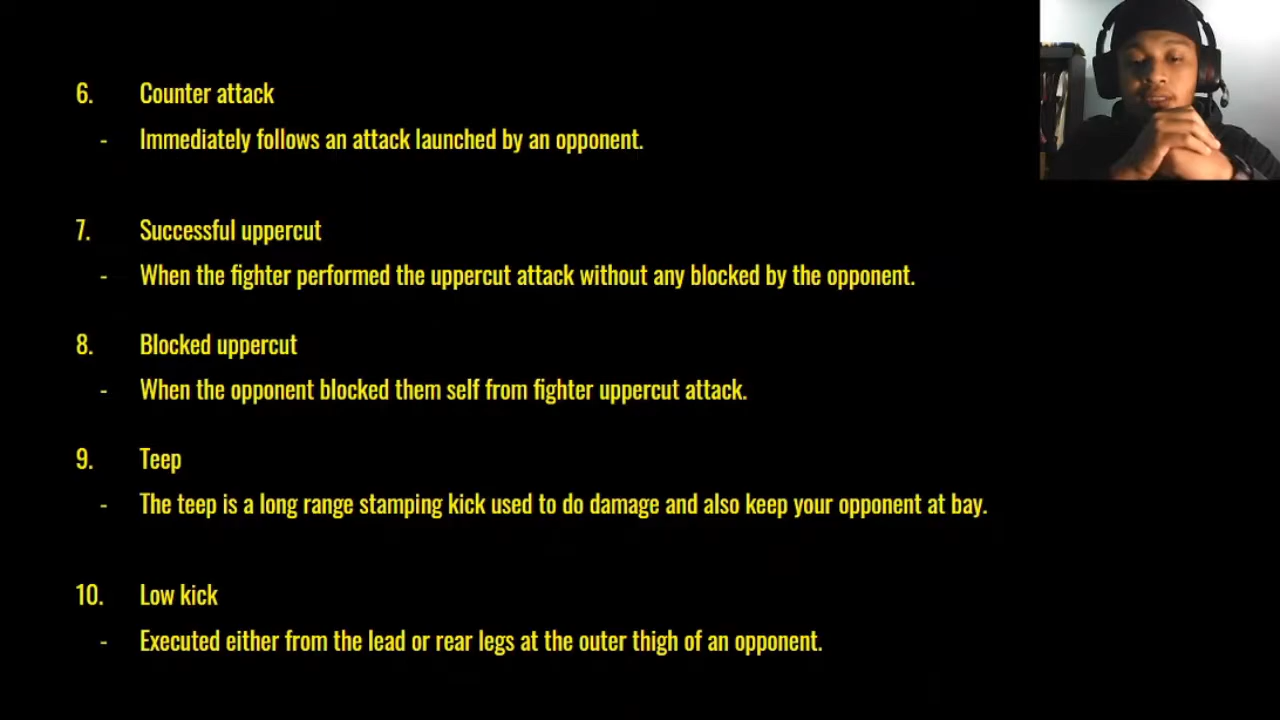 6. Counter attack
- Immediately follows an attack launched by an opponent.
7. Successful uppercut
- When the fighter performed the uppercut attack without any blocked by the opponent.
8. Blocked uppercut
- When the opponent blocked them self from fighter uppercut attack.
9. Teep
- The teep is a long range stamping kick used to do damage and also keep your opponent at bay.
10. Low kick
- Executed either from the lead or rear legs at the outer thigh of an opponent.